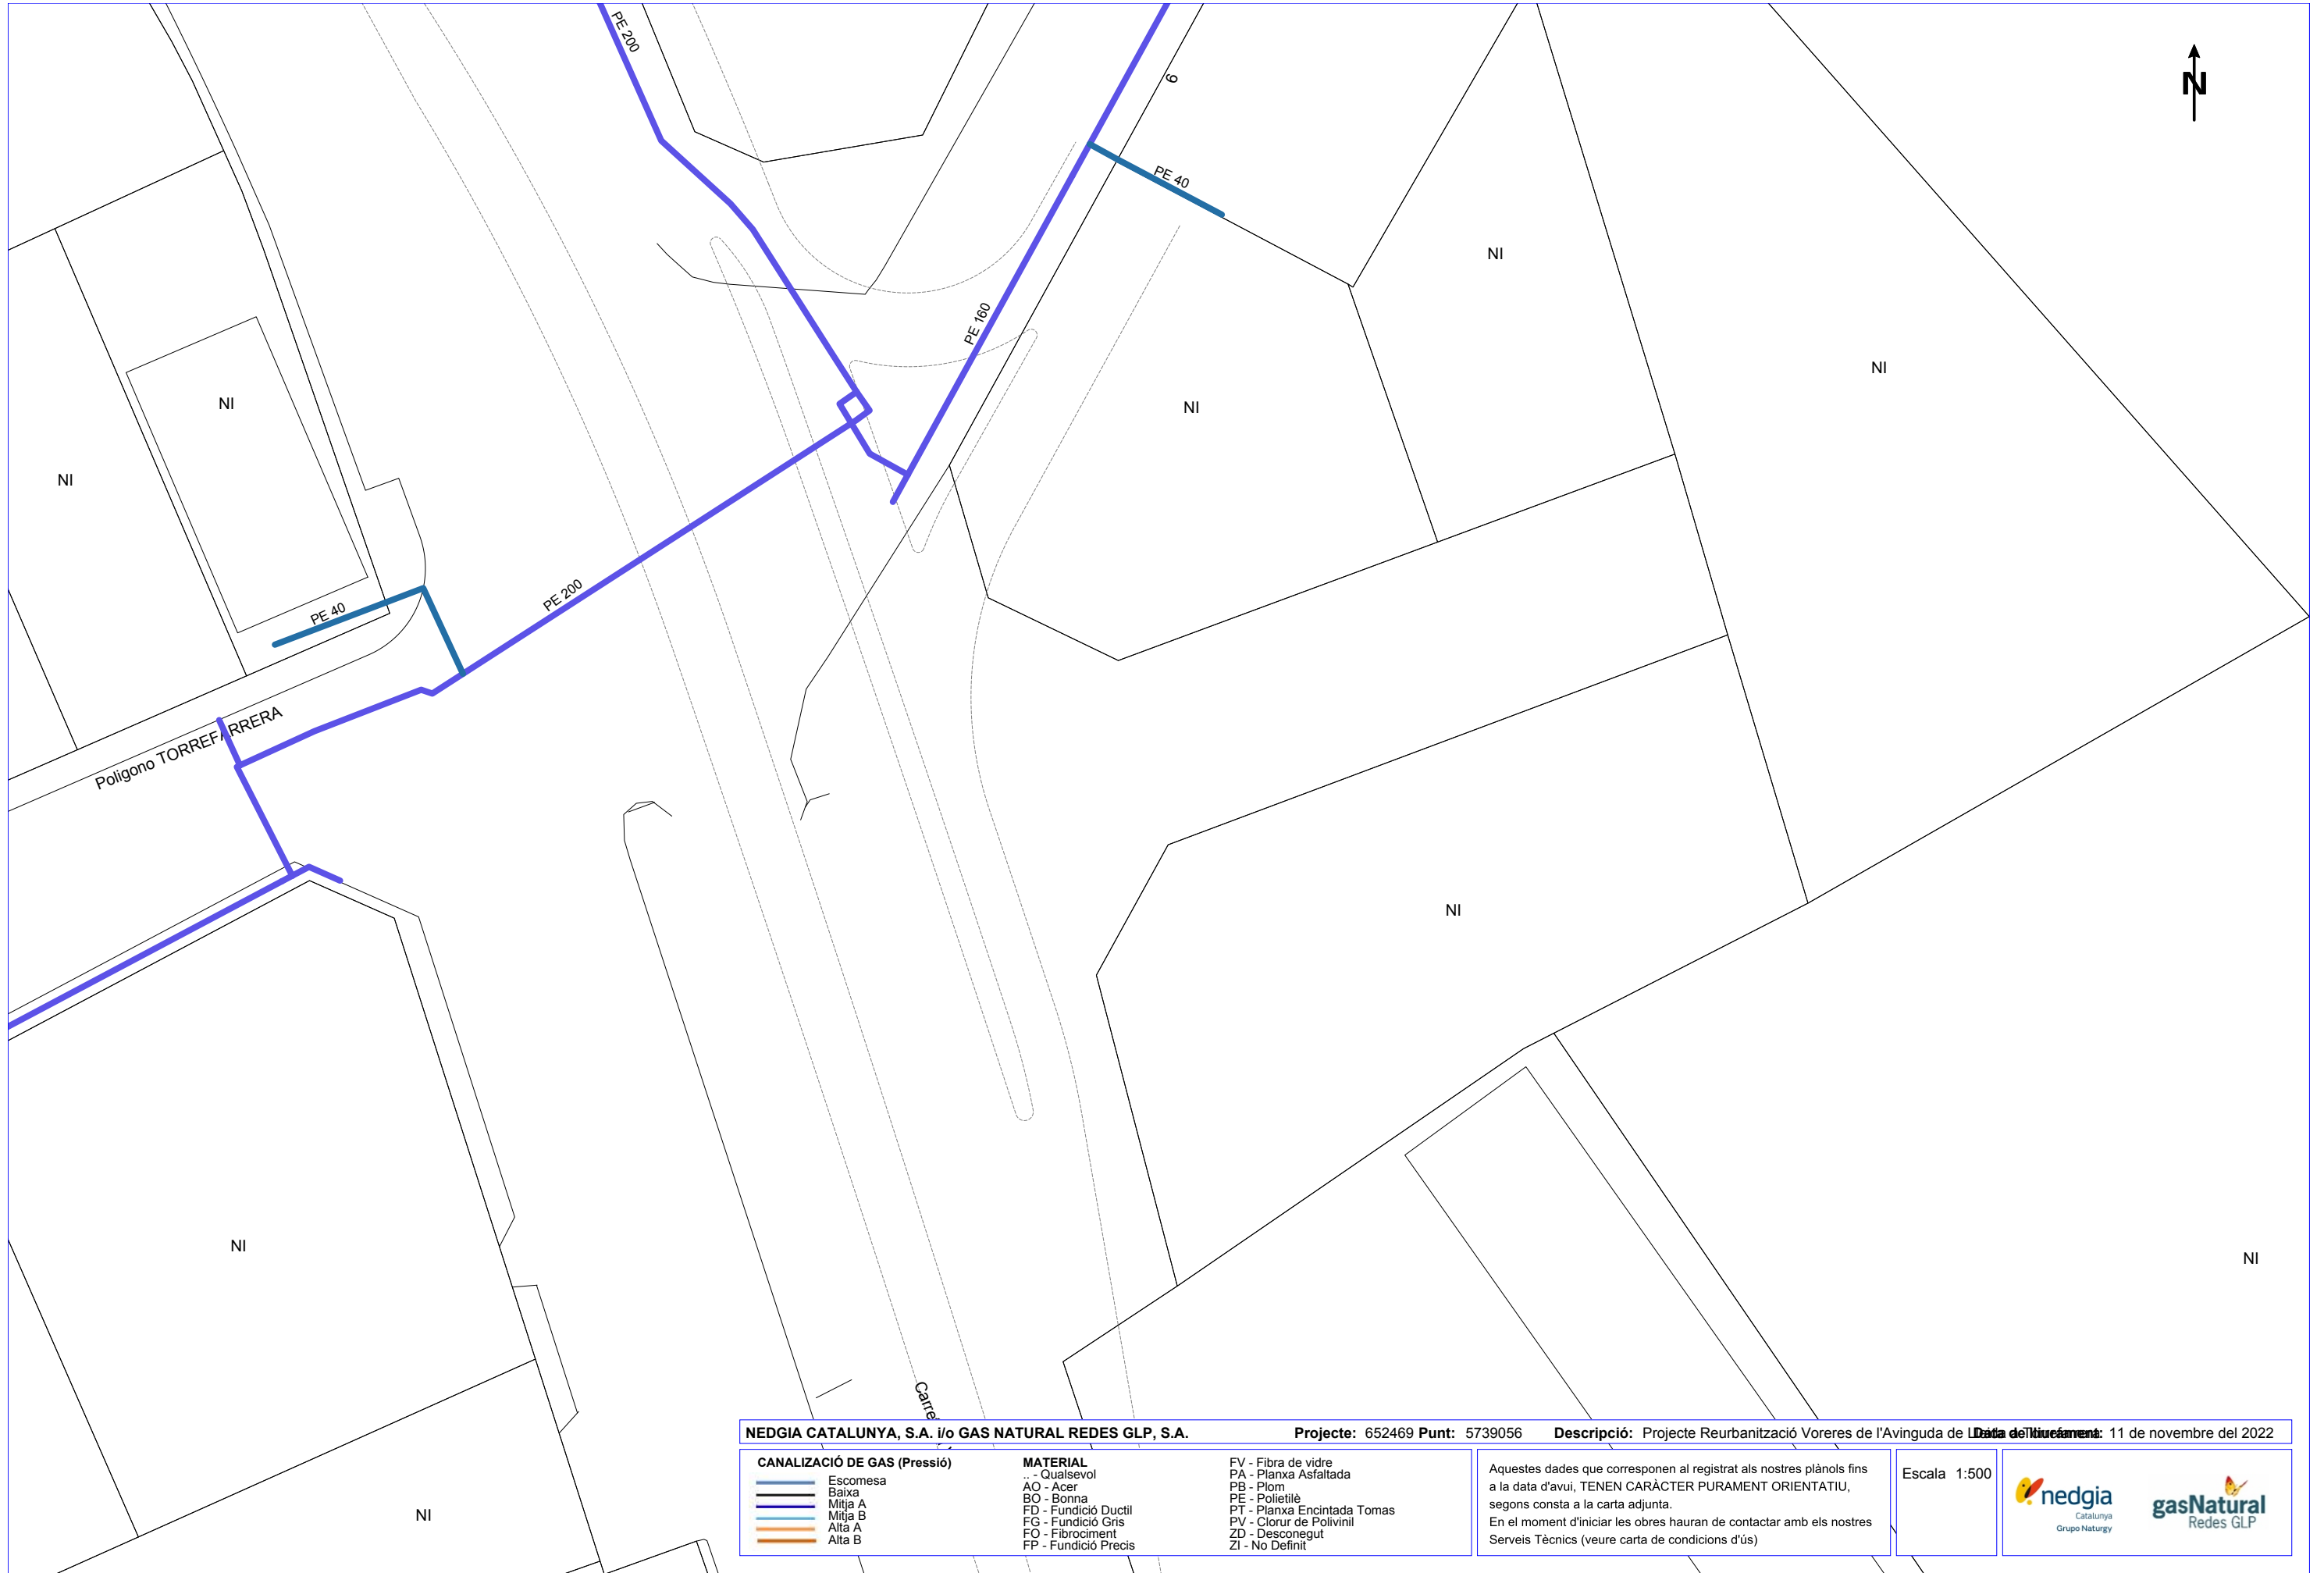 PE 200
6
N
PE 40
NI
NI
NI
PE 160
NI
NI
PE 200
PE 40
Poligono TORREFARRERA
NI
NI
NI
NI
NEDGIA CATALUNYA, S.A. i/o GAS NATURAL REDES GLP, S.A. Projecte: 652469 Punt: 5739056 Descripció: Projecte Reurbanització Voreres de l'Avinguda de 11 de novembre del 2022
CANALIZACIÓ DE GAS (Pressió)
Escomesa
Baixa
Mitja A
Mitja B
Alta A
Alta B
MATERIAL
.. - Qualsevol
AO - Acer
BO - Bonna
FD - Fundició Ductil
FG - Fundició Gris
FO - Fibrociment
FP - Fundició Precis
FV - Fibra de vidre
PA - Planxa Asfaltada
PB - Plom
PE - Polietilè
PT - Planxa Encintada Tomas
PV - Clorur de Polivinil
ZD - Desconegut
ZI - No Definit
Aquestes dades que corresponen al registrat als nostres plànols fins
a la data d'avui, TENEN CARÀCTER PURAMENT ORIENTATIU,
segons consta a la carta adjunta.
En el moment d'iniciar les obres hauran de contactar amb els nostres
Serveis Tècnics (veure carta de condicions d'ús)
Escala 1:500
nedgia
Catalunya
Grupo Naturgy
gasNatural
Redes GLP